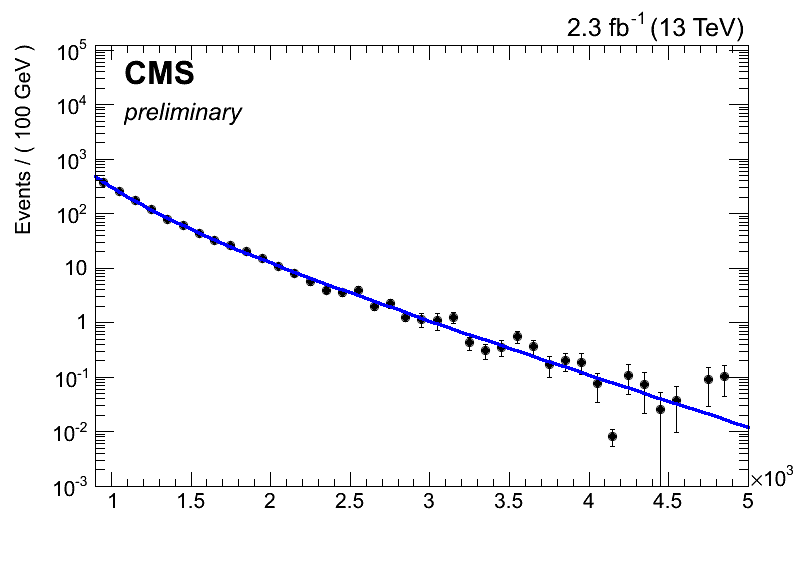 2.3 fb⁻¹ (13 TeV)
CMS
preliminary
Events / ( 100 GeV )
10⁵
10⁴
10³
10²
10
1
10⁻¹
10⁻²
10⁻³
1 1.5 2 2.5 3 3.5 4 4.5 5
×10³